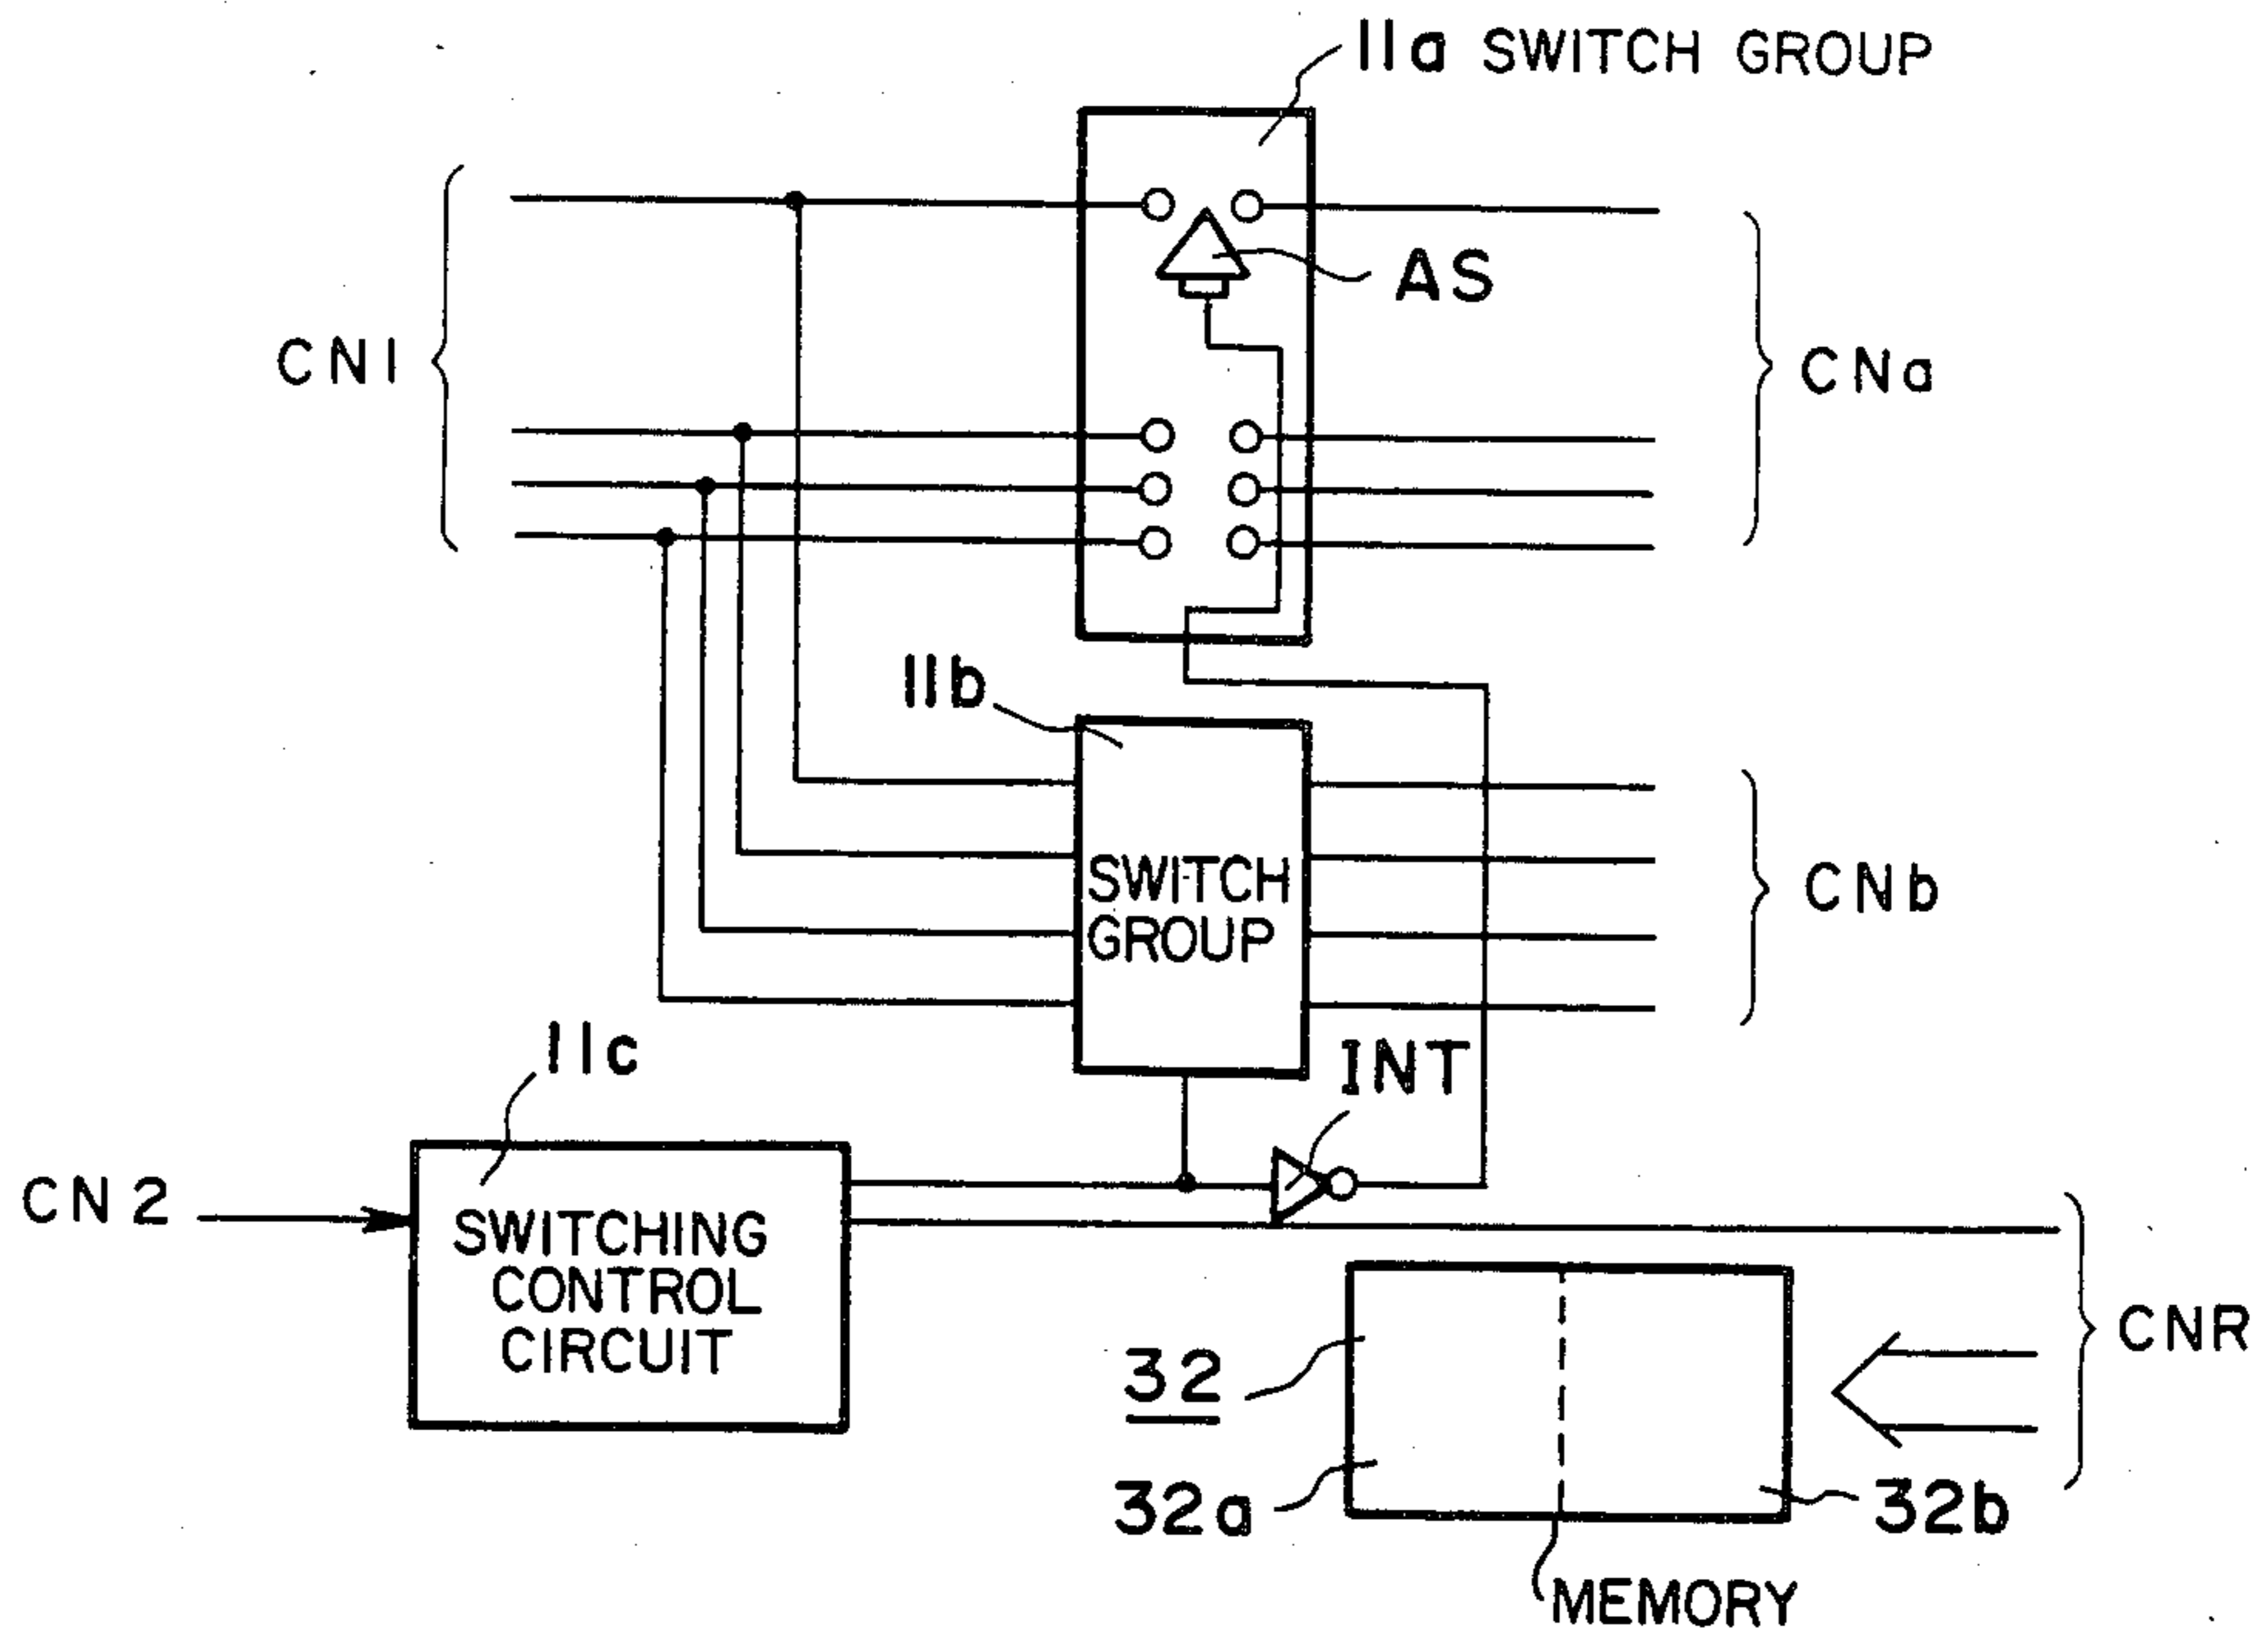 11a SWITCH GROUP
AS
CN1
CNa
11b
SWITCH
GROUP
CNb
11c
INT
CN2
SWITCHING
CONTROL
CIRCUIT
CNR
32
32a
32b
MEMORY